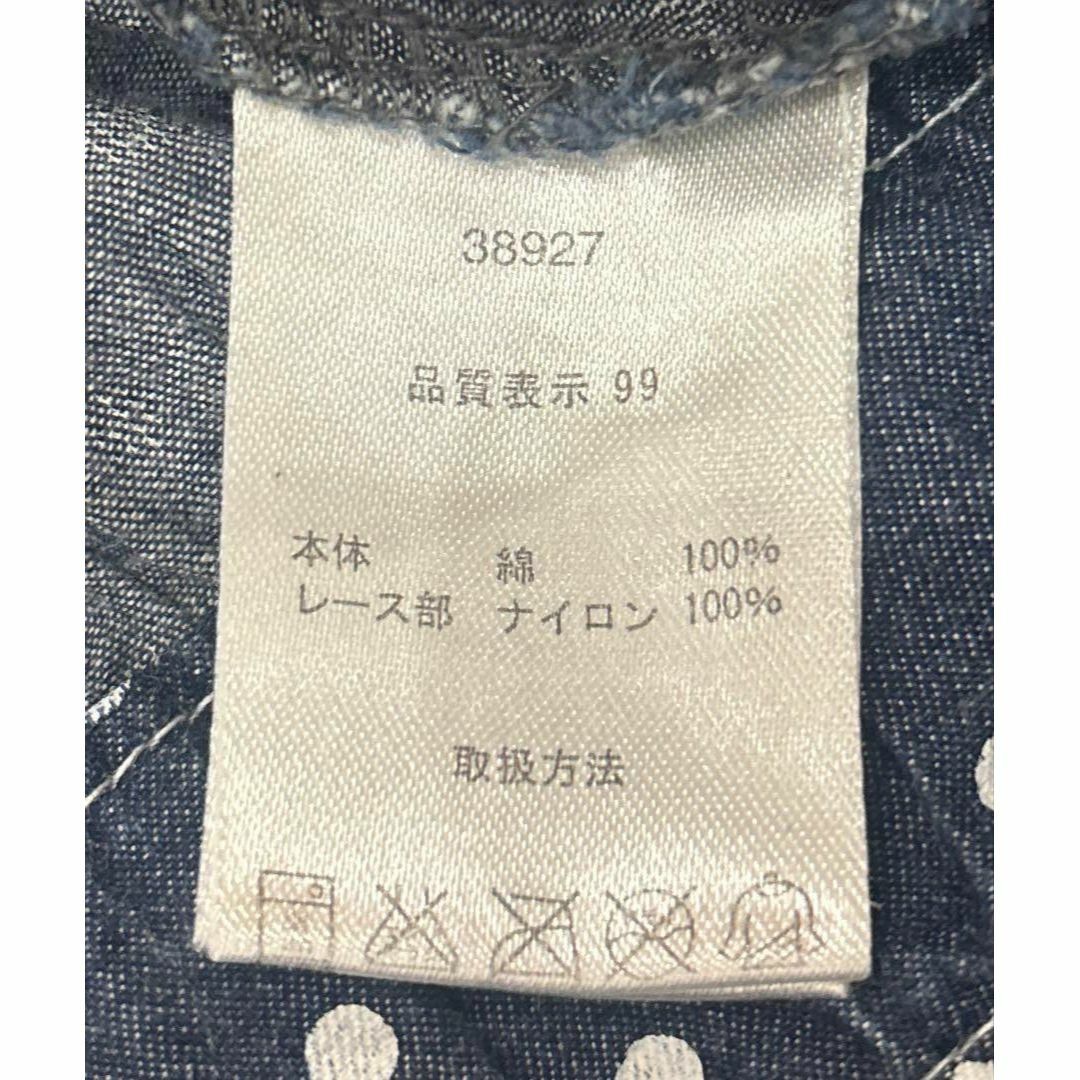 38927
品質表示 99
本体 綿 100%
レース部 ナイロン 100%
取扱方法